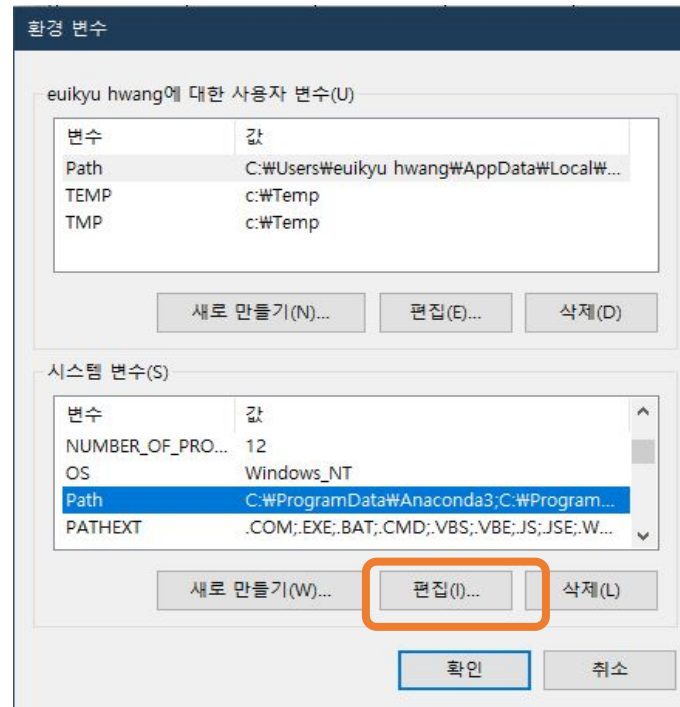 환경 변수
euikyu hwang에 대한 사용자 변수(U)
변수 값
Path C:₩Users₩euikyu hwang₩AppData₩Local₩...
TEMP c:₩Temp
TMP c:₩Temp
새로 만들기(N)... 편집(E)... 삭제(D)
시스템 변수(S)
변수 값
NUMBER_OF_PRO... 12
OS Windows_NT
Path C:₩ProgramData₩Anaconda3;C:₩Program...
PATHEXT .COM;.EXE;.BAT;.CMD;.VBS;.VBE;.JS;.JSE;.W...
새로 만들기(W)... 편집(I)... 삭제(L)
확인 취소